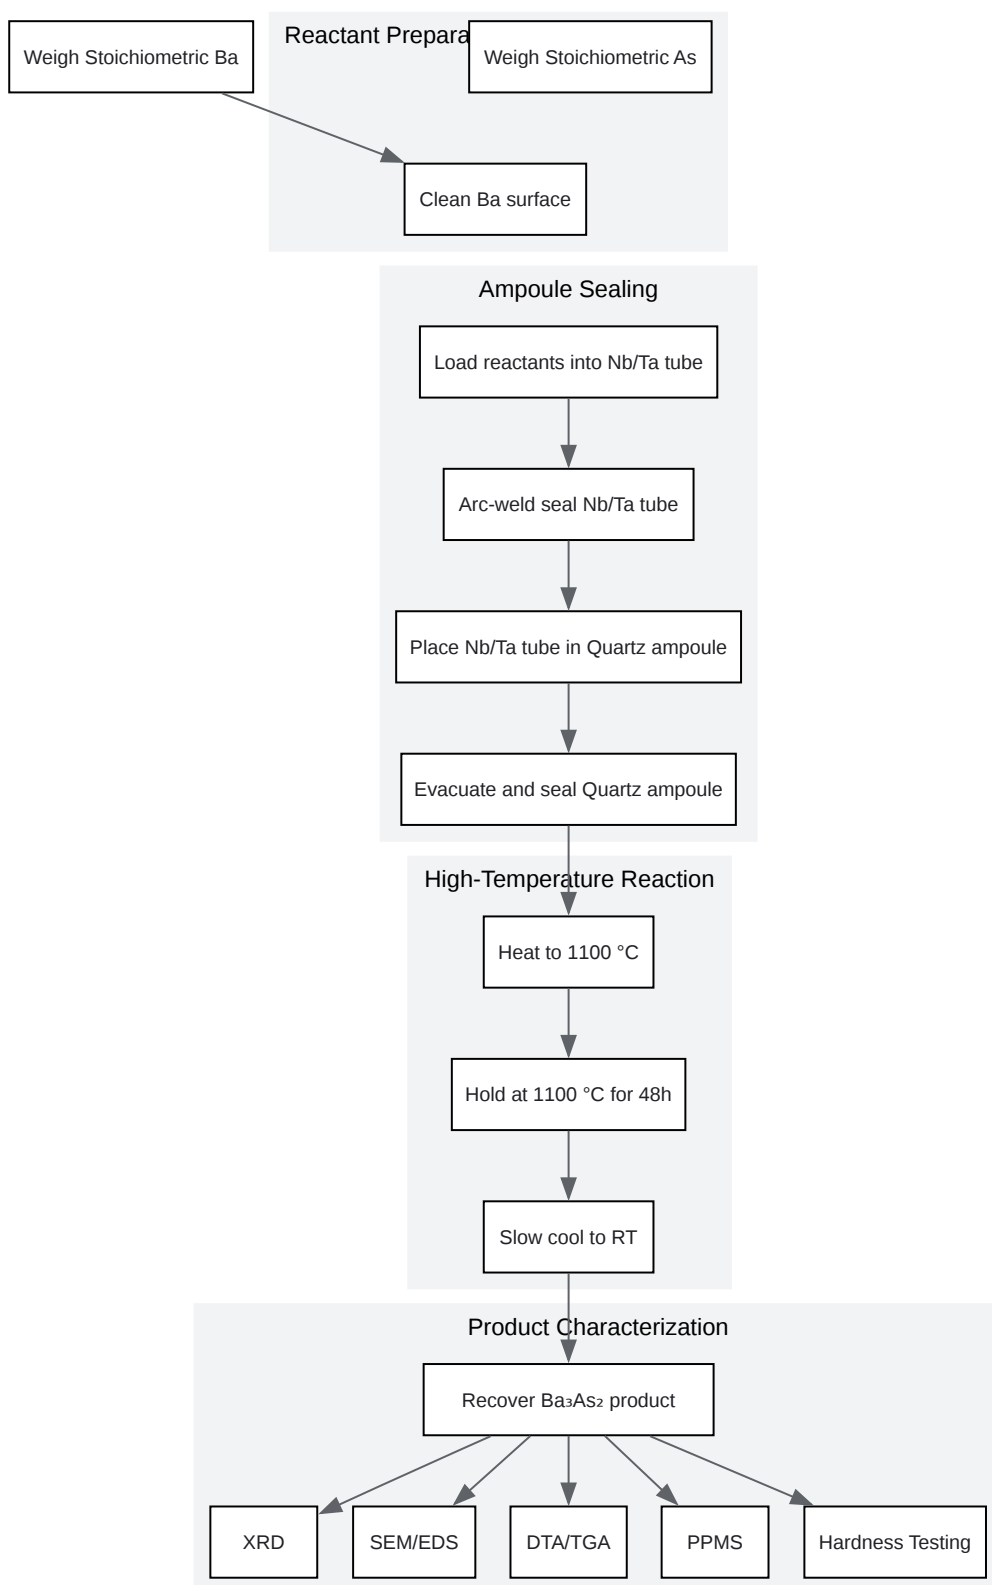 Weigh Stoichiometric Ba
Reactant Prepara
Weigh Stoichiometric As
Clean Ba surface
Ampoule Sealing
Load reactants into Nb/Ta tube
Arc-weld seal Nb/Ta tube
Place Nb/Ta tube in Quartz ampoule
Evacuate and seal Quartz ampoule
High-Temperature Reaction
Heat to 1100 °C
Hold at 1100 °C for 48h
Slow cool to RT
Product Characterization
Recover Ba₃As₂ product
XRD
SEM/EDS
DTA/TGA
PPMS
Hardness Testing